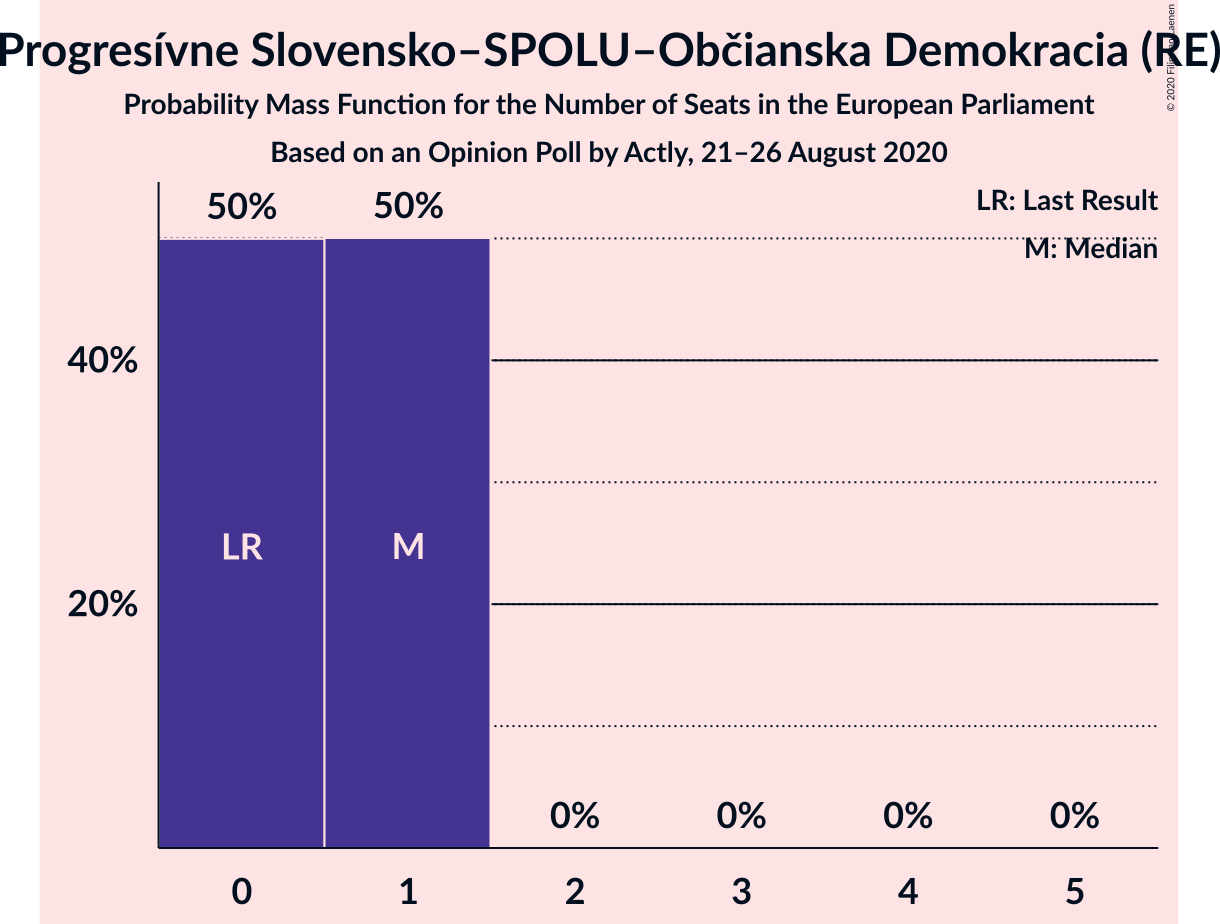 Progresívne Slovensko–SPOLU–Občianska Demokracia (RE)
Probability Mass Function for the Number of Seats in the European Parliament
Based on an Opinion Poll by Actly, 21–26 August 2020
© 2020 Filip Laenen
50% 50%
LR: Last Result
M: Median
40%
LR M
20%
0% 0% 0% 0%
0 1 2 3 4 5